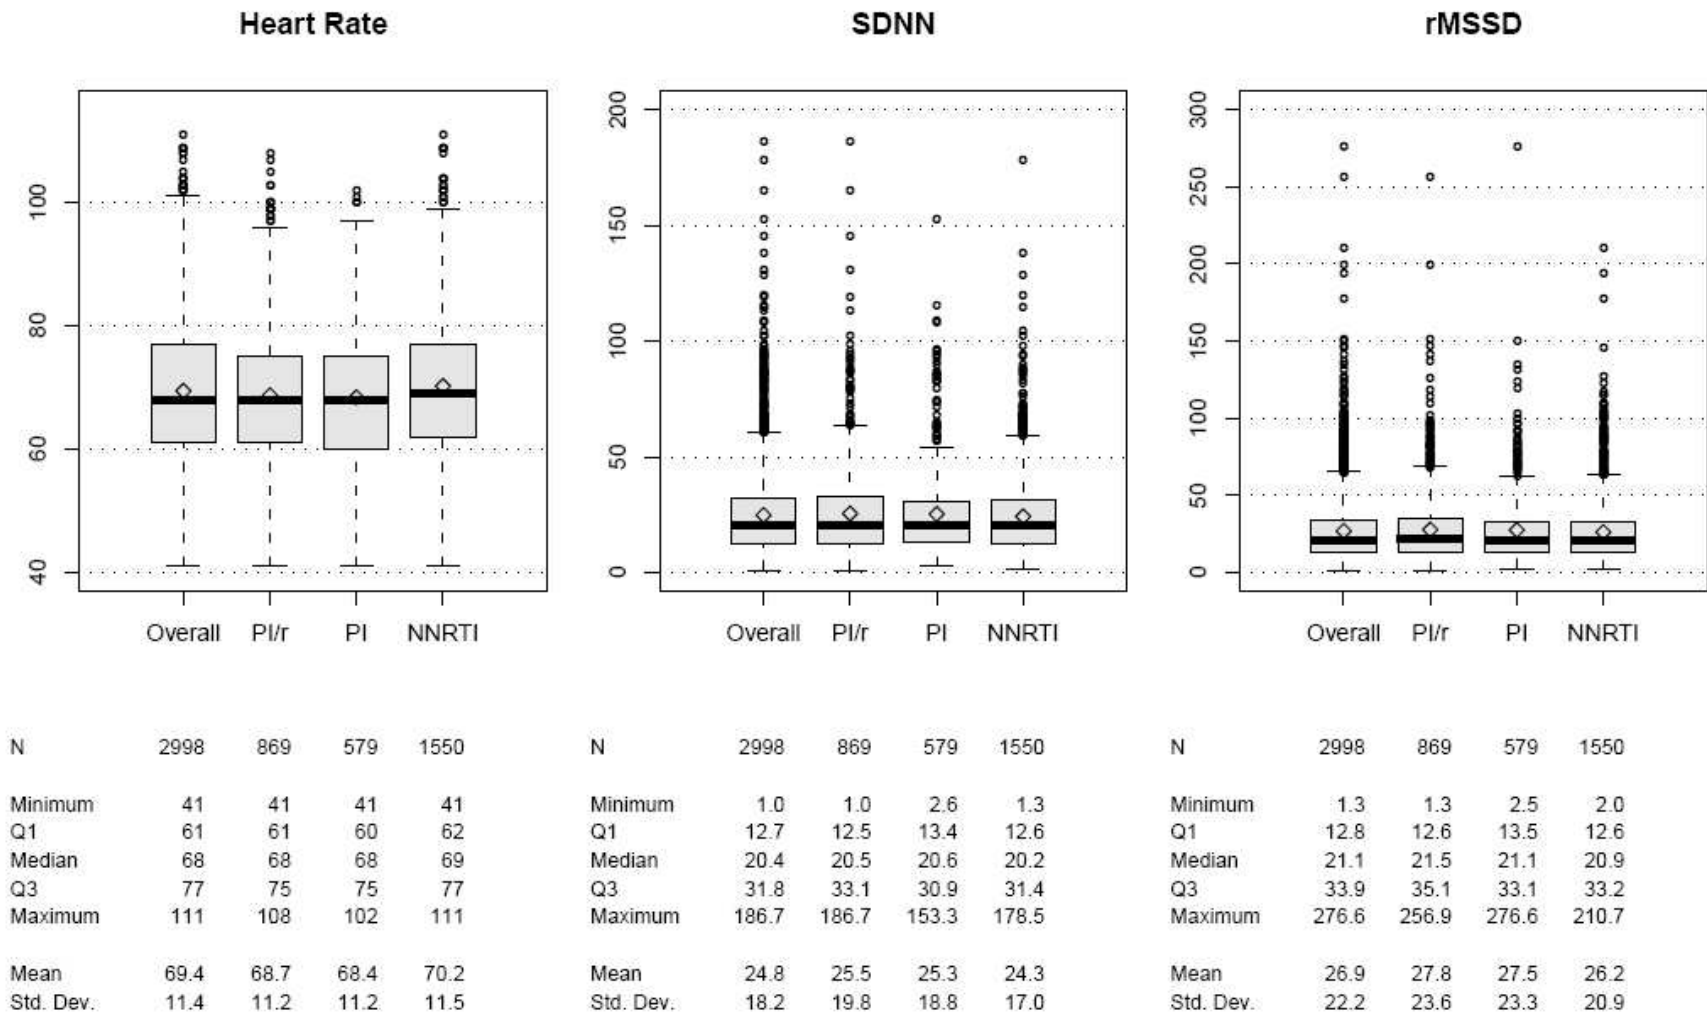 Heart Rate SDNN rMSSD
100
80
60
40
200
150
100
50
0
300
250
200
150
100
50
0
Overall PI/r PI NNRTI Overall PI/r PI NNRTI Overall PI/r PI NNRTI
N 2998 869 579 1550 N 2998 869 579 1550 N 2998 869 579 1550
Minimum 41 41 41 41 Minimum 1.0 1.0 2.6 1.3 Minimum 1.3 1.3 2.5 2.0
Q1 61 61 60 62 Q1 12.7 12.5 13.4 12.6 Q1 12.8 12.6 13.5 12.6
Median 68 68 68 69 Median 20.4 20.5 20.6 20.2 Median 21.1 21.5 21.1 20.9
Q3 77 75 75 77 Q3 31.8 33.1 30.9 31.4 Q3 33.9 35.1 33.1 33.2
Maximum 111 108 102 111 Maximum 186.7 186.7 153.3 178.5 Maximum 276.6 256.9 276.6 210.7
Mean 69.4 68.7 68.4 70.2 Mean 24.8 25.5 25.3 24.3 Mean 26.9 27.8 27.5 26.2
Std. Dev. 11.4 11.2 11.2 11.5 Std. Dev. 18.2 19.8 18.8 17.0 Std. Dev. 22.2 23.6 23.3 20.9